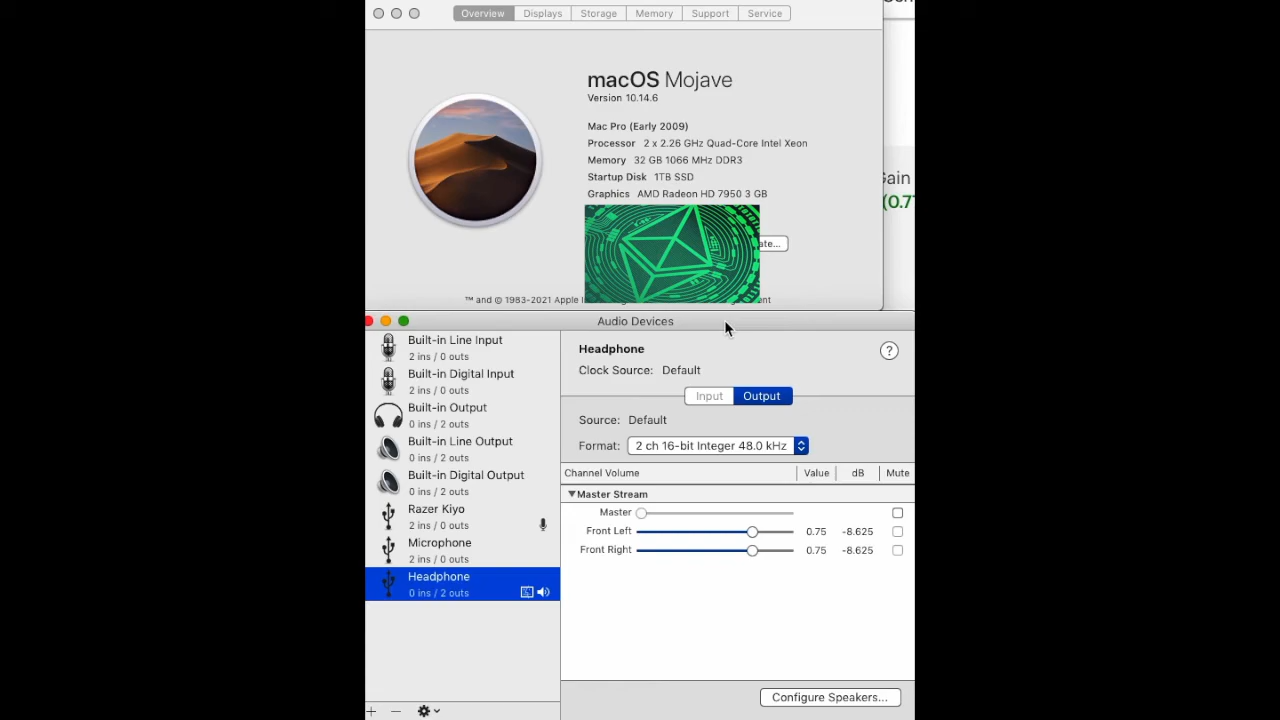 Overview Displays Storage Memory Support Service
macOS Mojave
Version 10.14.6
Mac Pro (Early 2009)
Processor 2 x 2.26 GHz Quad-Core Intel Xeon
Memory 32 GB 1066 MHz DDR3
Startup Disk 1TB SSD
Graphics AMD Radeon HD 7950 3 GB
(0.7
™ and © 1983-2021 Apple
Audio Devices
Built-in Line Input
2 ins / 0 outs
Built-in Digital Input
2 ins / 0 outs
Built-in Output
0 ins / 2 outs
Built-in Line Output
0 ins / 2 outs
Built-in Digital Output
0 ins / 2 outs
Razer Kiyo
2 ins / 0 outs
Microphone
2 ins / 0 outs
Headphone
0 ins / 2 outs
Headphone
?
Clock Source: Default
Input Output
Source: Default
Format: 2 ch 16-bit Integer 48.0 kHz
Channel Volume Value dB Mute
Master Stream
Master
Front Left 0.75 -8.625
Front Right 0.75 -8.625
Configure Speakers...